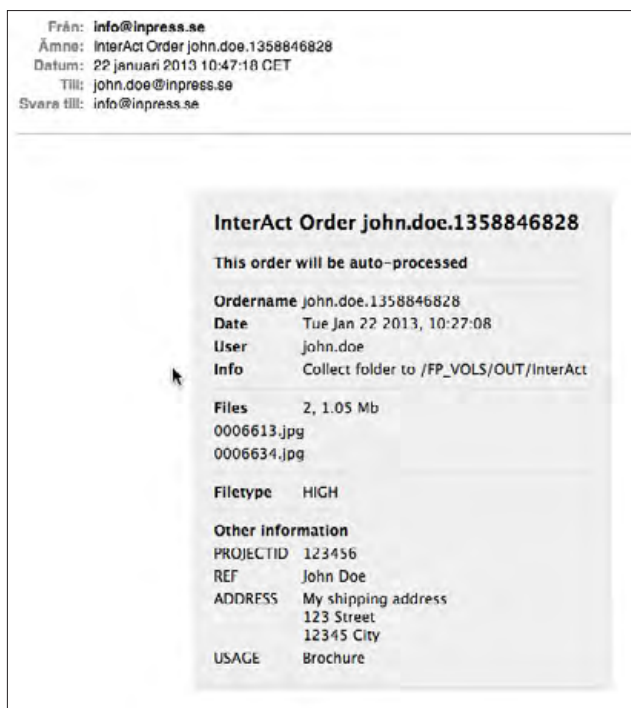 Från: info@inpress.se
Ämne: InterAct Order john.doe.1358846828
Datum: 22 januari 2013 10:47:18 CET
Till: john.doe@inpress.se
Svara till: info@inpress.se
InterAct Order john.doe.1358846828
This order will be auto-processed
Ordername john.doe.1358846828
Date Tue Jan 22 2013, 10:27:08
User john.doe
Info Collect folder to /FP_VOLS/OUT/InterAct
Files 2, 1.05 Mb
0006613.jpg
0006634.jpg
Filetype HIGH
Other information
PROJECTID 123456
REF John Doe
ADDRESS My shipping address
123 Street
12345 City
USAGE Brochure